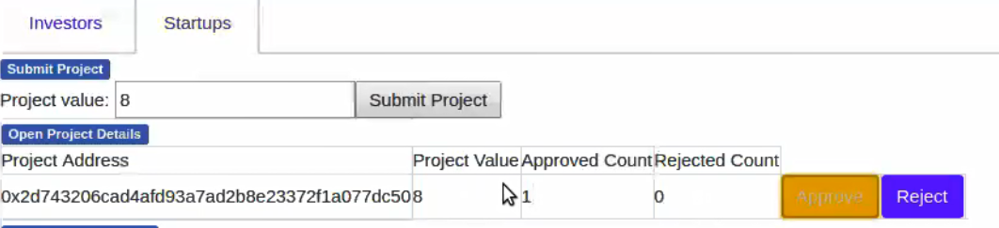 Investors Startups
Submit Project
Project value: 8 Submit Project
Open Project Details
Project Address Project Value Approved Count Rejected Count
0x2d743206cad4afd93a7ad2b8e23372f1a077dc50 8 1 0 Approve Reject